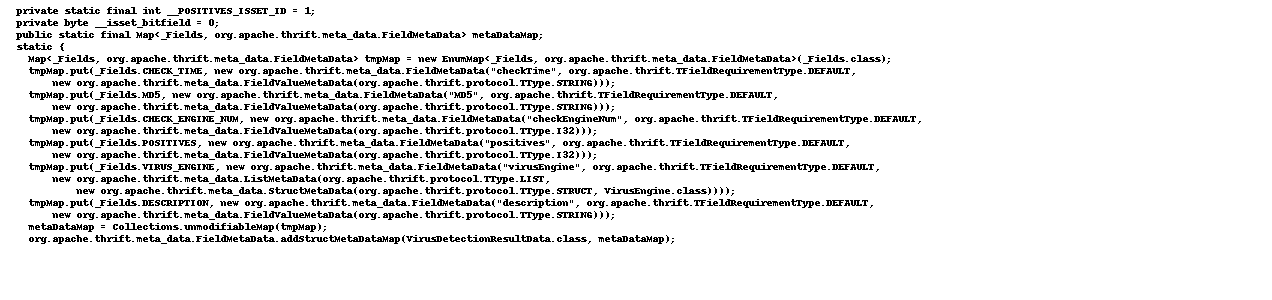 private static final int __POSITIVES_ISSET_ID = 1;
private byte __isset_bitfield = 0;
public static final Map<_Fields, org.apache.thrift.meta_data.FieldMetaData> metaDataMap;
static {
Map<_Fields, org.apache.thrift.meta_data.FieldMetaData> tmpMap = new EnumMap<_Fields, org.apache.thrift.meta_data.FieldMetaData>(_Fields.class);
tmpMap.put(_Fields.CHECK_TIME, new org.apache.thrift.meta_data.FieldMetaData("checkTime", org.apache.thrift.TFieldRequirementType.DEFAULT,
new org.apache.thrift.meta_data.FieldValueMetaData(org.apache.thrift.protocol.TType.STRING)));
tmpMap.put(_Fields.MD5, new org.apache.thrift.meta_data.FieldMetaData("MD5", org.apache.thrift.TFieldRequirementType.DEFAULT,
new org.apache.thrift.meta_data.FieldValueMetaData(org.apache.thrift.protocol.TType.STRING)));
tmpMap.put(_Fields.CHECK_ENGINE_NUM, new org.apache.thrift.meta_data.FieldMetaData("checkEngineNum", org.apache.thrift.TFieldRequirementType.DEFAULT,
new org.apache.thrift.meta_data.FieldValueMetaData(org.apache.thrift.protocol.TType.I32)));
tmpMap.put(_Fields.POSITIVES, new org.apache.thrift.meta_data.FieldMetaData("positives", org.apache.thrift.TFieldRequirementType.DEFAULT,
new org.apache.thrift.meta_data.FieldValueMetaData(org.apache.thrift.protocol.TType.I32)));
tmpMap.put(_Fields.VIRUS_ENGINE, new org.apache.thrift.meta_data.FieldMetaData("virusEngine", org.apache.thrift.TFieldRequirementType.DEFAULT,
new org.apache.thrift.meta_data.ListMetaData(org.apache.thrift.protocol.TType.LIST,
new org.apache.thrift.meta_data.StructMetaData(org.apache.thrift.protocol.TType.STRUCT, VirusEngine.class))));
tmpMap.put(_Fields.DESCRIPTION, new org.apache.thrift.meta_data.FieldMetaData("description", org.apache.thrift.TFieldRequirementType.DEFAULT,
new org.apache.thrift.meta_data.FieldValueMetaData(org.apache.thrift.protocol.TType.STRING)));
metaDataMap = Collections.unmodifiableMap(tmpMap);
org.apache.thrift.meta_data.FieldMetaData.addStructMetaDataMap(VirusDetectionResultData.class, metaDataMap);